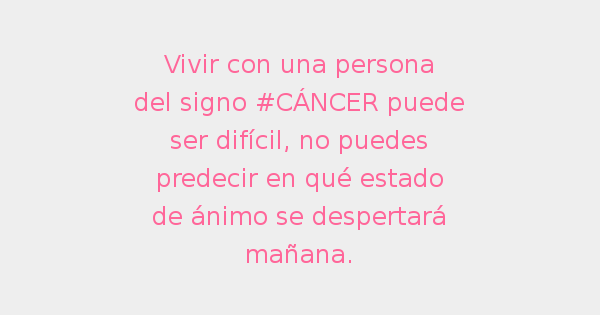 Vivir con una persona
del signo #CÁNCER puede
ser difícil, no puedes
predecir en qué estado
de ánimo se despertará
mañana.